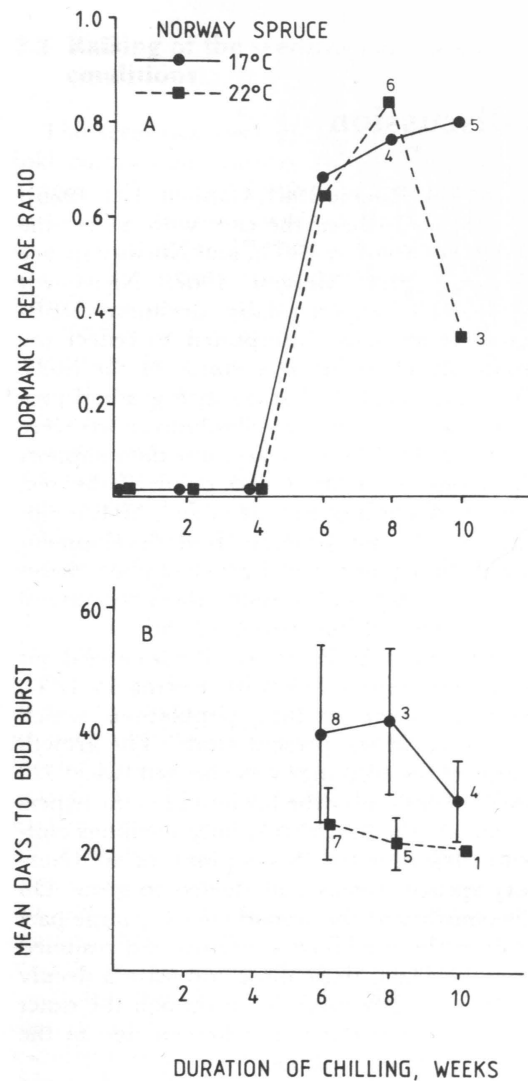 NORWAY SPRUCE
17°C
22°C
1.0
0.8
0.6
0.4
0.2
A
6
4
5
3
2 4 6 8 10
DORMANCY RELEASE RATIO
60
40
20
B
8
3
4
7
5
1
2 4 6 8 10
MEAN DAYS TO BUD. BURST
DURATION OF CHILLING, WEEKS